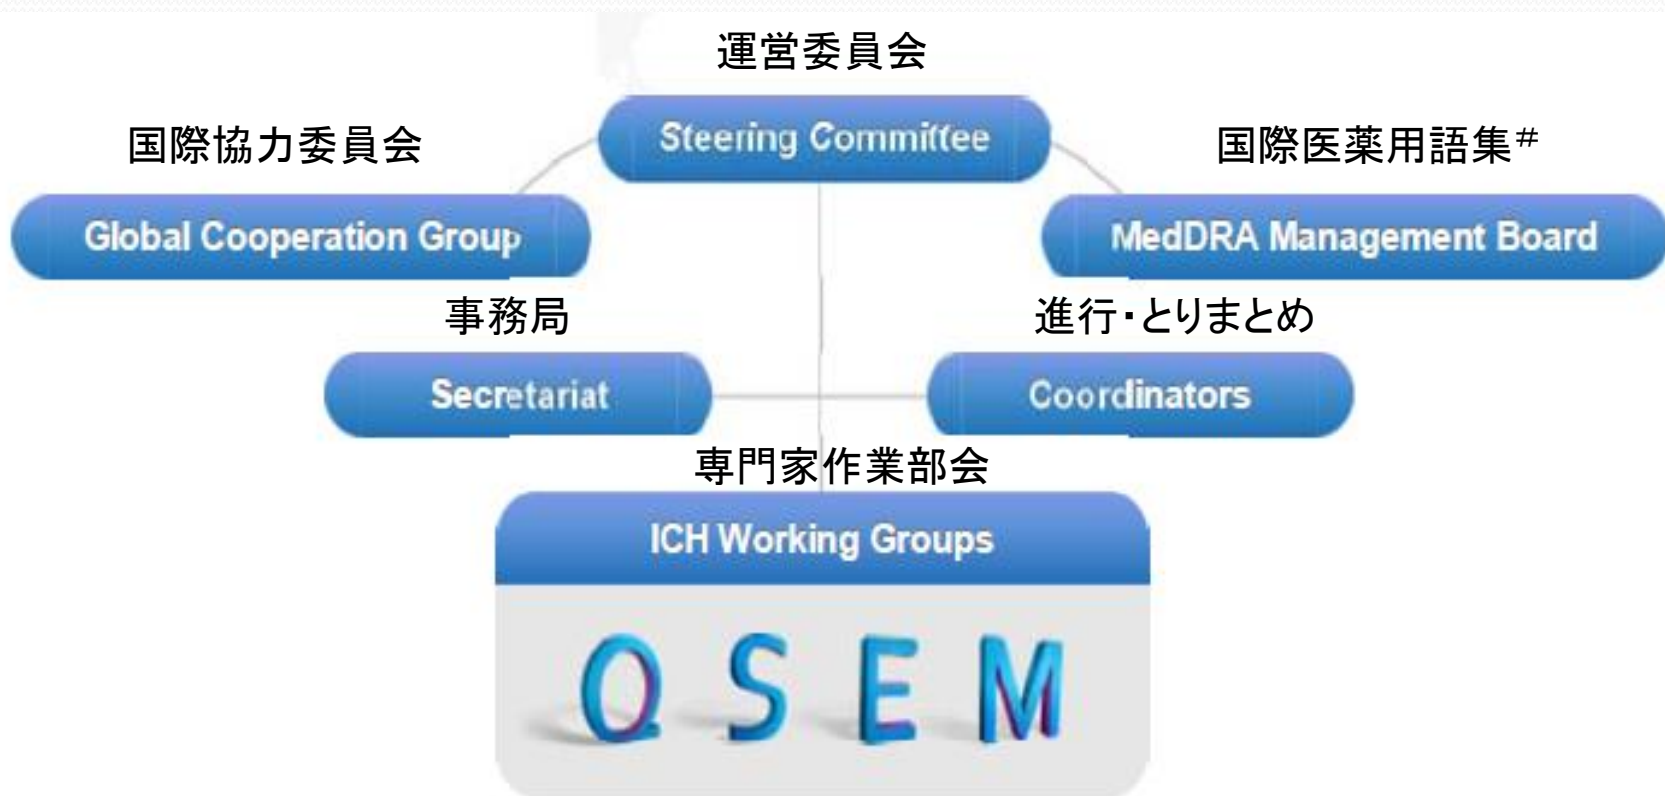 運営委員会
Steering Committee
国際協力委員会
国際医薬用語集#
Global Cooperation Group
MedDRA Management Board
事務局
進行・とりまとめ
Secretariat
Coordinators
専門家作業部会
ICH Working Groups
Q S E M